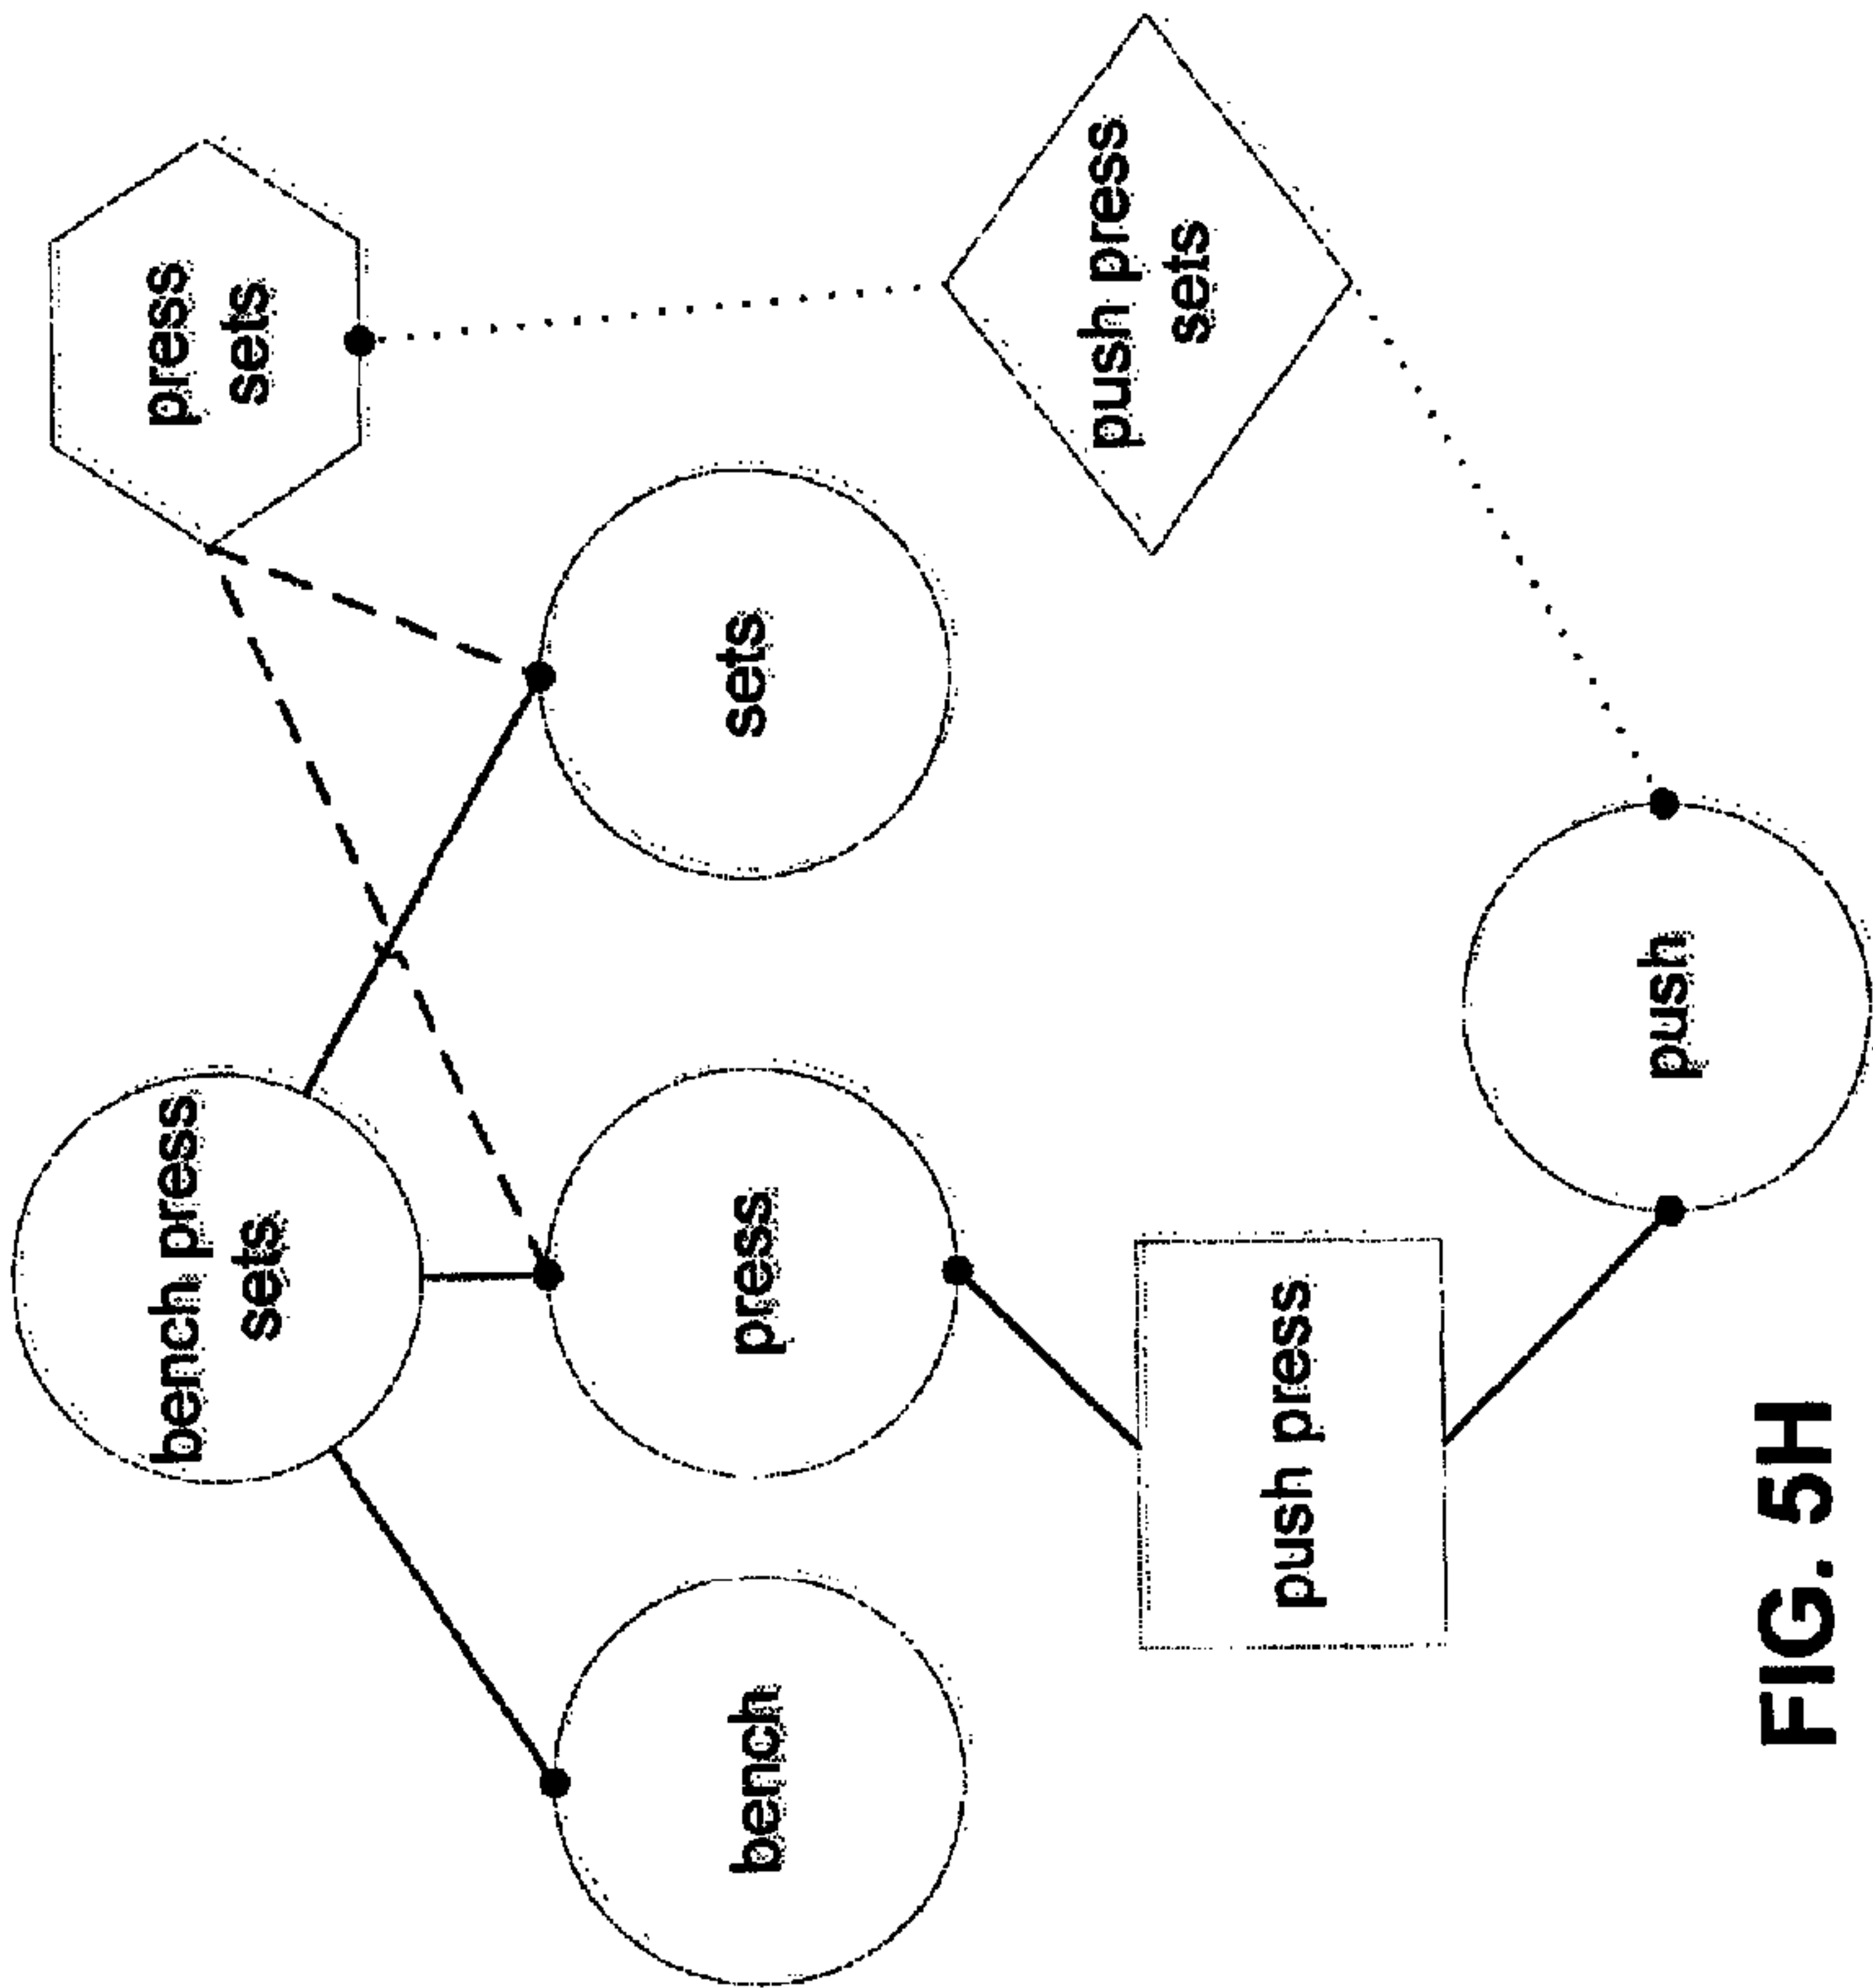 bench press
sets
press
sets
bench
press
sets
push press
push press
sets
push
FIG. 5H